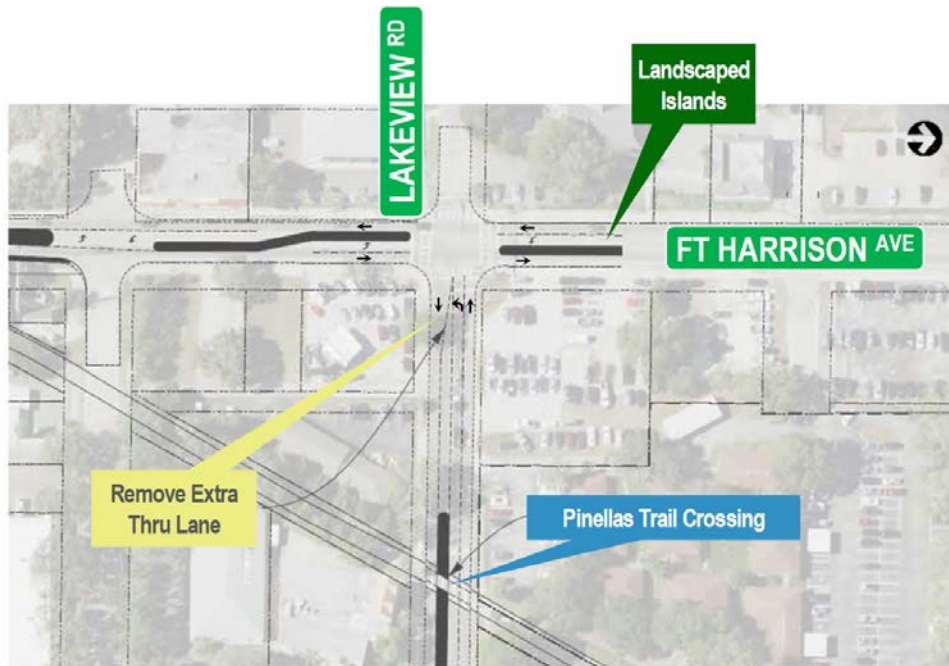 LAKEVIEW RD
Landscaped
Islands
FT HARRISON AVE
Remove Extra
Thru Lane
Pinellas Trail Crossing